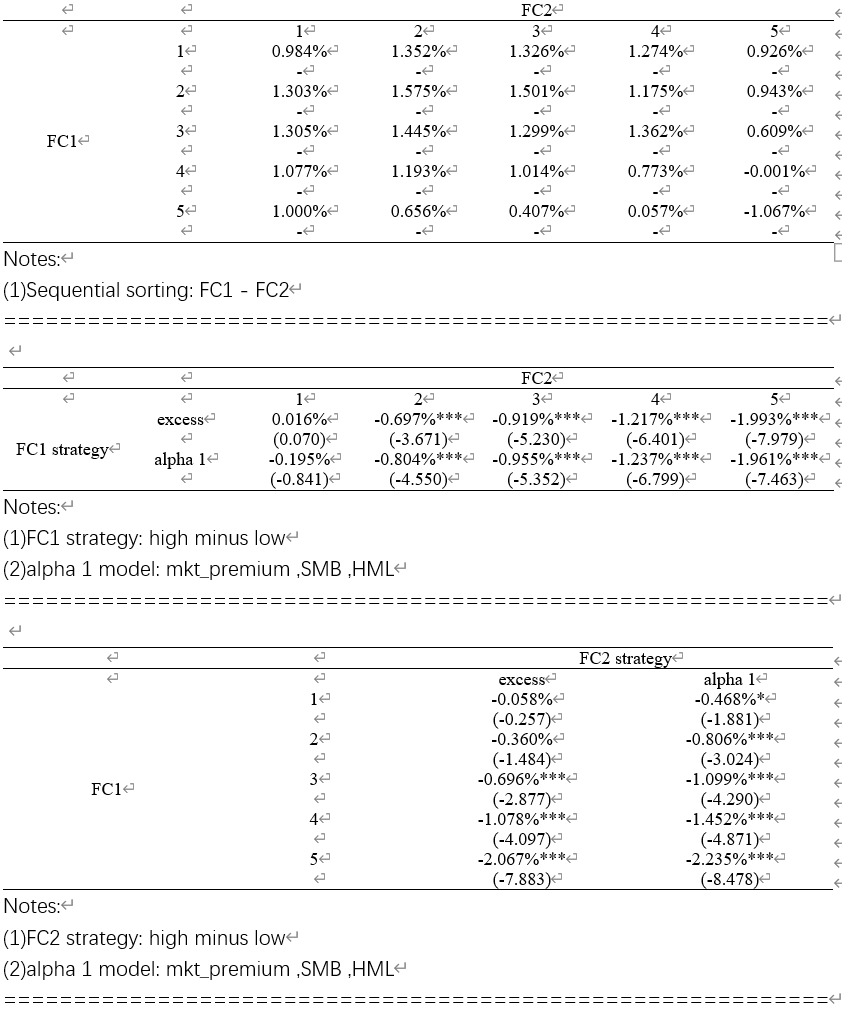 FC2
1 2 3 4 5
1 0.984% 1.352% 1.326% 1.274% 0.926%
- - - - -
2 1.303% 1.575% 1.501% 1.175% 0.943%
- - - - -
FC1 3 1.305% 1.445% 1.299% 1.362% 0.609%
- - - - -
4 1.077% 1.193% 1.014% 0.773% -0.001%
- - - - -
5 1.000% 0.656% 0.407% 0.057% -1.067%
- - - - -
Notes:
(1)Sequential sorting: FC1 - FC2
============================================================
FC2
1 2 3 4 5
excess 0.016% -0.697%*** -0.919%*** -1.217%*** -1.993%***
FC1 strategy (0.070) (-3.671) (-5.230) (-6.401) (-7.979)
alpha 1 -0.195% -0.804%*** -0.955%*** -1.237%*** -1.961%***
(-0.841) (-4.550) (-5.352) (-6.799) (-7.463)
Notes:
(1)FC1 strategy: high minus low
(2)alpha 1 model: mkt_premium ,SMB ,HML
============================================================
FC2 strategy
excess alpha 1
1 -0.058% -0.468%*
(-0.257) (-1.881)
2 -0.360% -0.806%***
(-1.484) (-3.024)
3 -0.696%*** -1.099%***
FC1 (-2.877) (-4.290)
4 -1.078%*** -1.452%***
(-4.097) (-4.871)
5 -2.067%*** -2.235%***
(-7.883) (-8.478)
Notes:
(1)FC2 strategy: high minus low
(2)alpha 1 model: mkt_premium ,SMB ,HML
============================================================